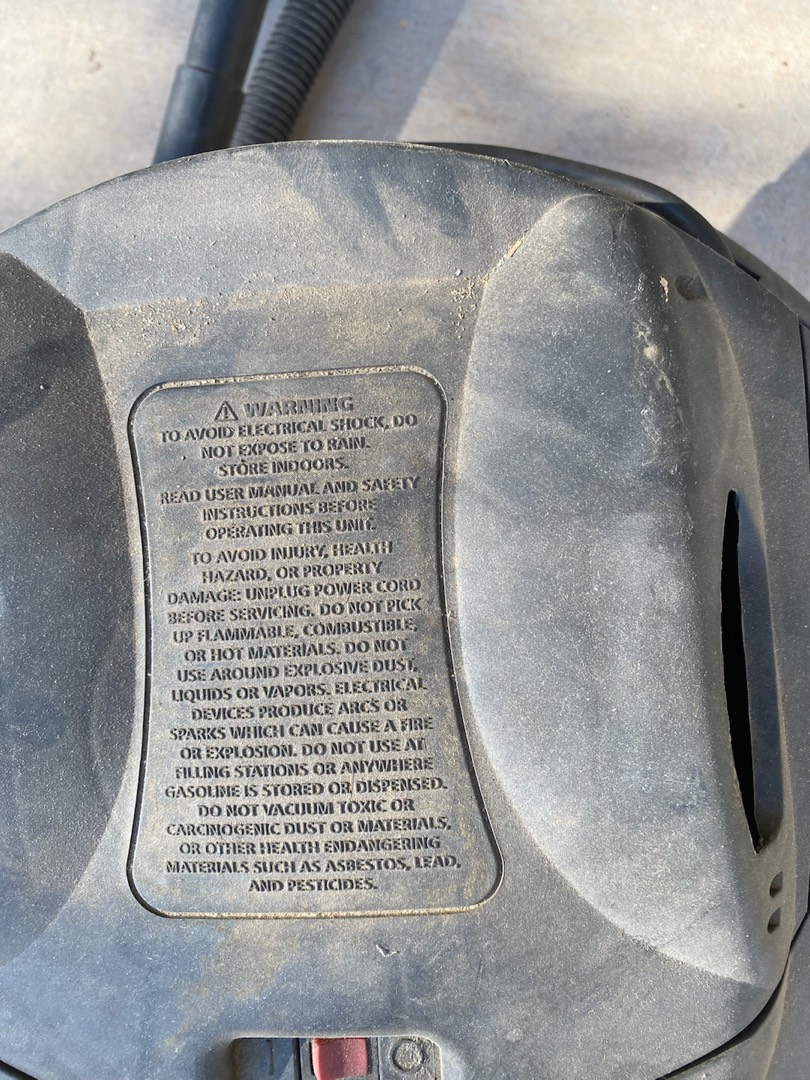 ⚠ WARNING
TO AVOID ELECTRICAL SHOCK, DO
NOT EXPOSE TO RAIN.
STORE INDOORS.
READ USER MANUAL AND SAFETY
INSTRUCTIONS BEFORE
OPERATING THIS UNIT.
TO AVOID INJURY, HEALTH
HAZARD, OR PROPERTY
DAMAGE: UNPLUG POWER CORD
BEFORE SERVICING. DO NOT PICK
UP FLAMMABLE, COMBUSTIBLE,
OR HOT MATERIALS. DO NOT
USE AROUND EXPLOSIVE DUST,
LIQUIDS OR VAPORS. ELECTRICAL
DEVICES PRODUCE ARCS OR
SPARKS WHICH CAN CAUSE A FIRE
OR EXPLOSION. DO NOT USE AT
FILLING STATIONS OR ANYWHERE
GASOLINE IS STORED OR DISPENSED.
DO NOT VACUUM TOXIC OR
CARCINOGENIC DUST OR MATERIALS,
OR OTHER HEALTH ENDANGERING
MATERIALS SUCH AS ASBESTOS, LEAD,
AND PESTICIDES.
I O